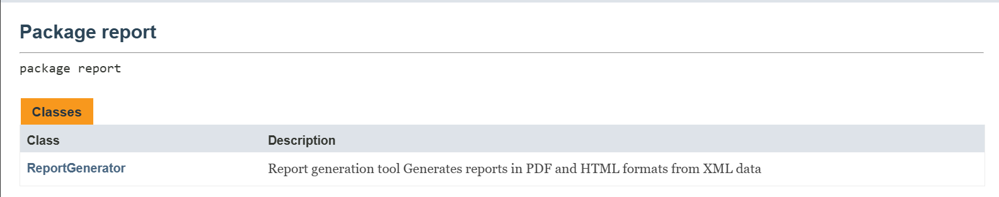 Package report
package report
Classes
Class Description
ReportGenerator Report generation tool Generates reports in PDF and HTML formats from XML data